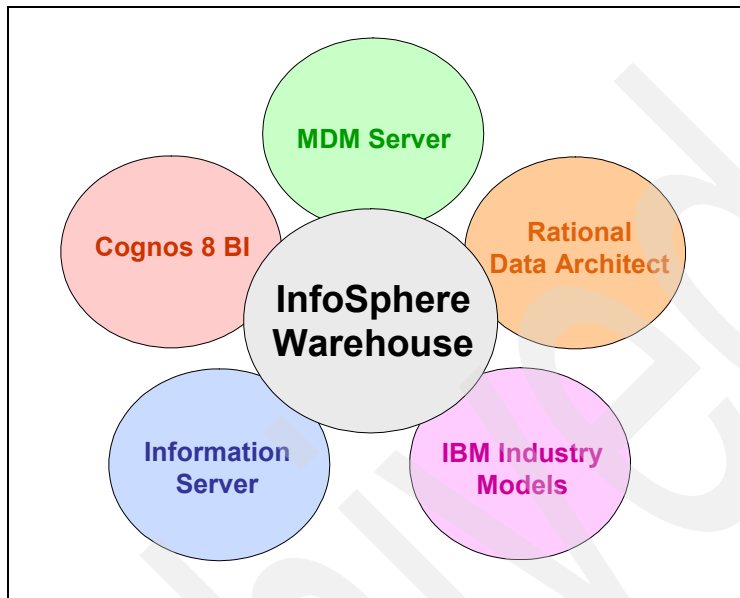 MDM Server
Cognos 8 BI
Rational
Data Architect
InfoSphere
Warehouse
Information
Server
IBM Industry
Models